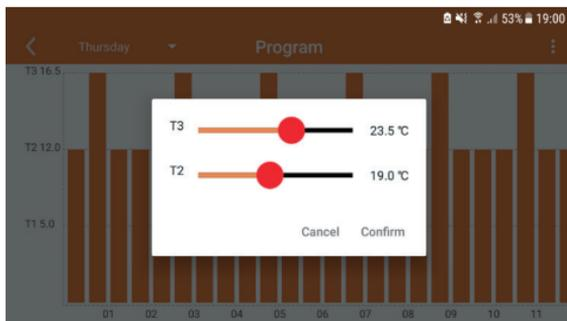 53% 19:00
Thursday Program
T3 16.5
T3 23.5 °C
T2 12.0
T2 19.0 °C
T1 5.0
Cancel Confirm
01 02 03 04 05 06 07 08 09 10 11